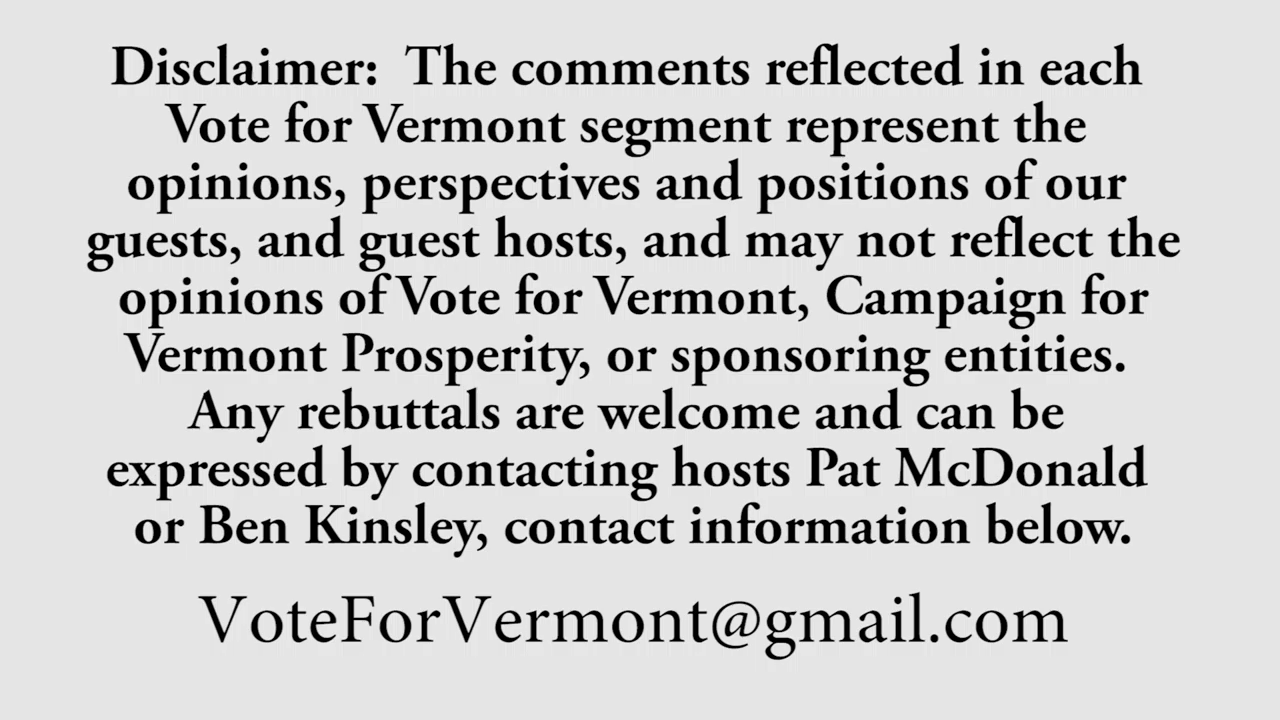 Disclaimer: The comments reflected in each
Vote for Vermont segment represent the
opinions, perspectives and positions of our
guests, and guest hosts, and may not reflect the
opinions of Vote for Vermont, Campaign for
Vermont Prosperity, or sponsoring entities.
Any rebuttals are welcome and can be
expressed by contacting hosts Pat McDonald
or Ben Kinsley, contact information below.
VoteForVermont@gmail.com